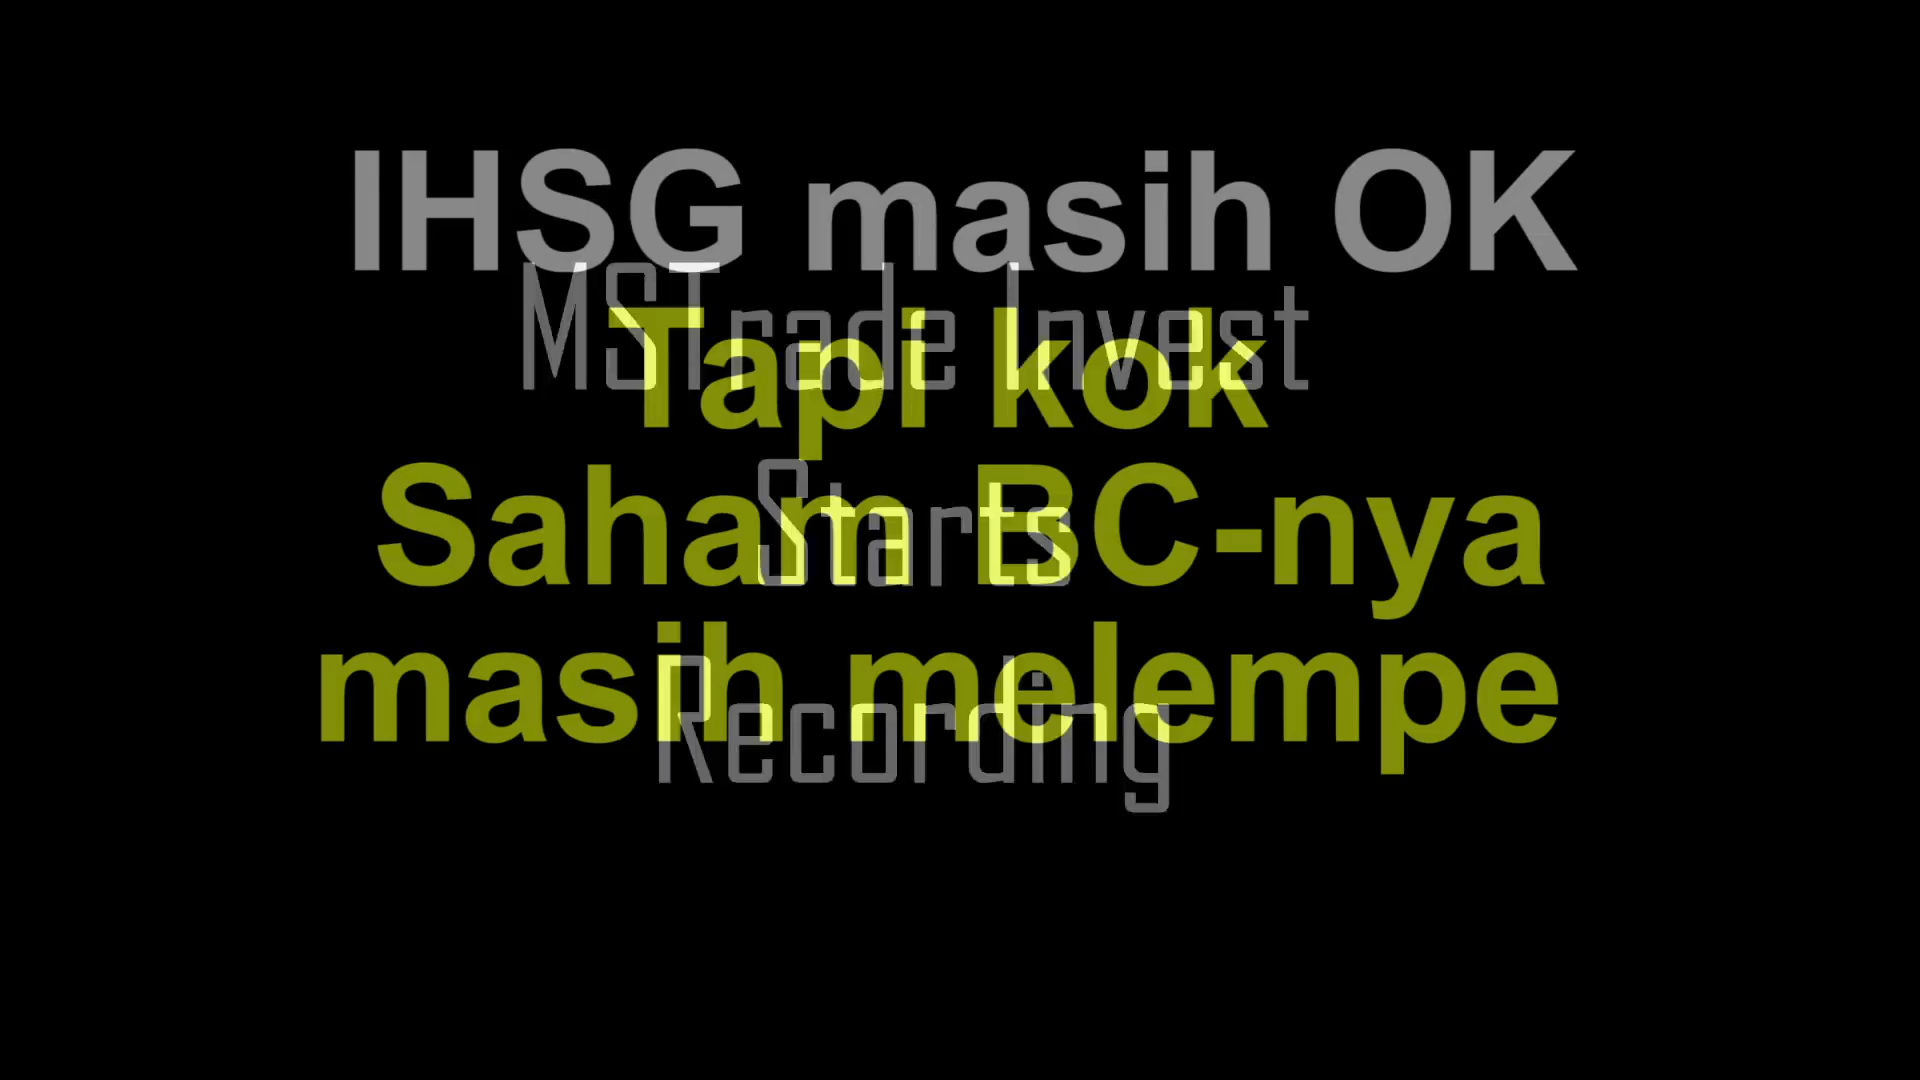 IHSG masih OK
MSTrade Invest
Tapi kok
Starts
Saham BC-nya
Recording
masih melempe